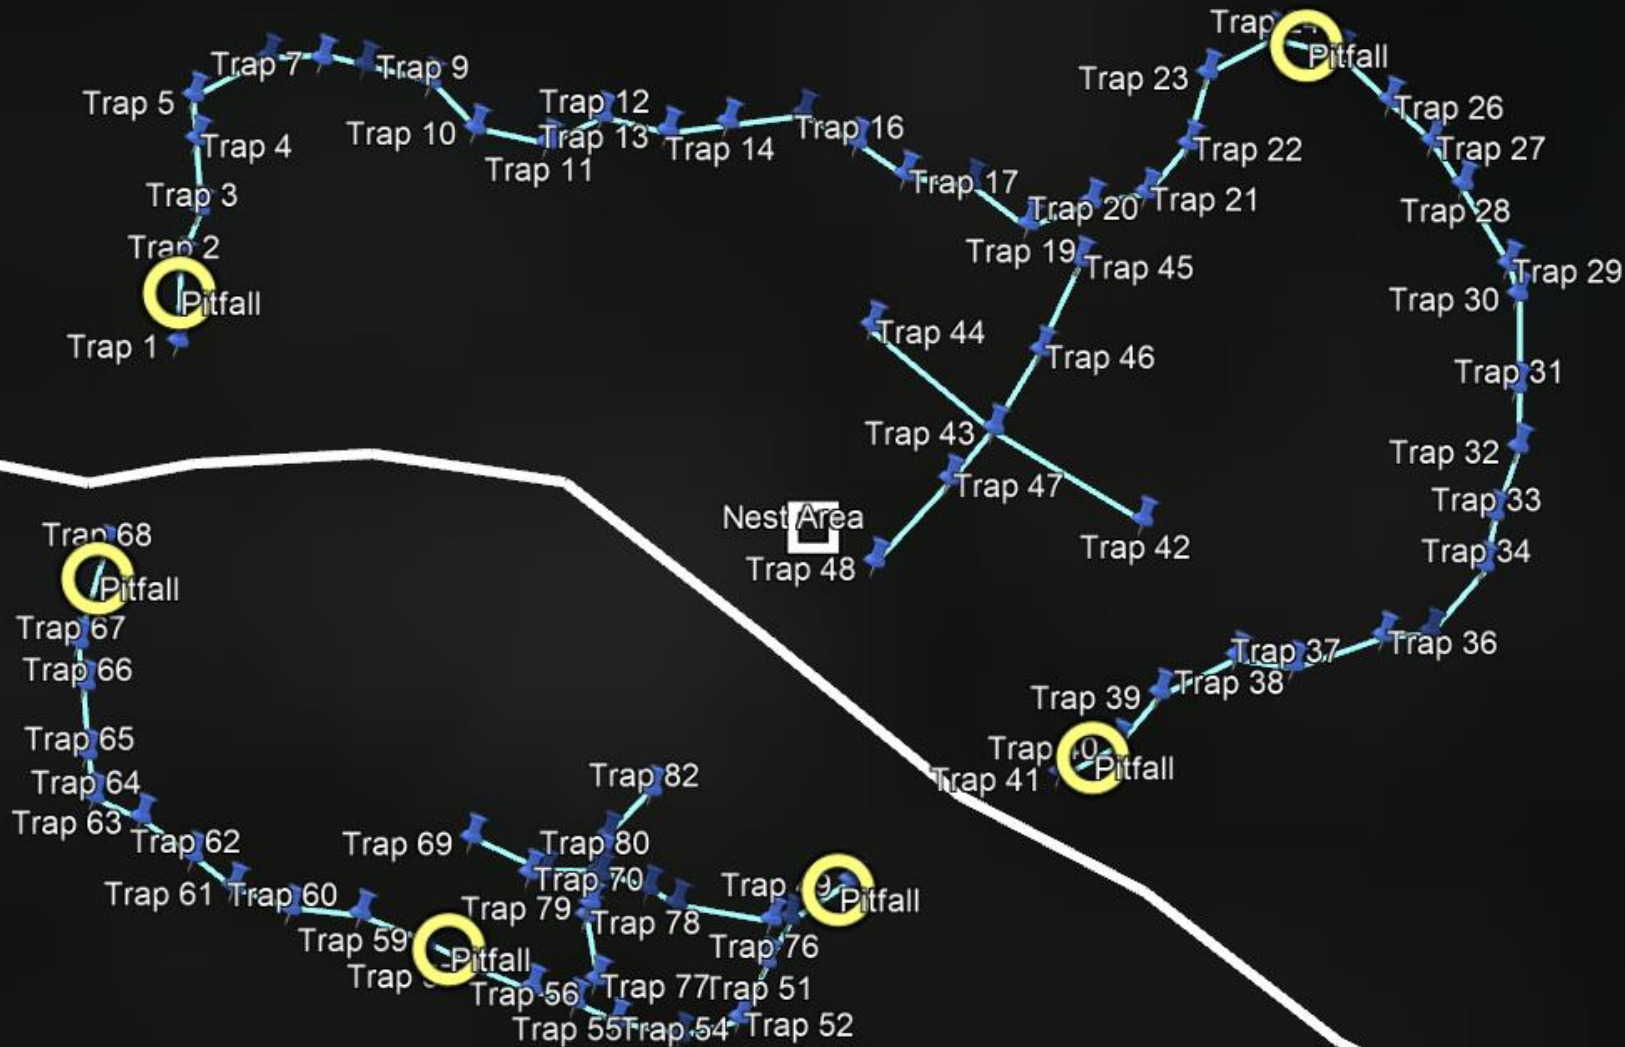 Trap
Pitfall
Trap 7
Trap 9
Trap 23
Trap 5
Trap 12
Trap 26
Trap 10
Trap 13
Trap 16
Trap 4
Trap 14
Trap 22
Trap 27
Trap 11
Trap 17
Trap 3
Trap 20
Trap 21
Trap 28
Trap 2
Trap 19
Trap 45
Trap 29
Pitfall
Trap 30
Trap 1
Trap 44
Trap 46
Trap 31
Trap 43
Trap 32
Trap 47
Trap 33
Nest Area
Trap 68
Trap 42
Trap 34
Trap 48
Pitfall
Trap 67
Trap 37
Trap 36
Trap 66
Trap 38
Trap 39
Trap 65
Trap 40
Pitfall
Trap 64
Trap 82
Trap 41
Trap 63
Trap 62
Trap 69
Trap 80
Trap 70
Trap 49
Trap 61
Trap 60
Pitfall
Trap 79
Trap 78
Trap 59
Trap 76
Pitfall
Trap
Trap 56
Trap 77
Trap 51
Trap 55
Trap 54
Trap 52